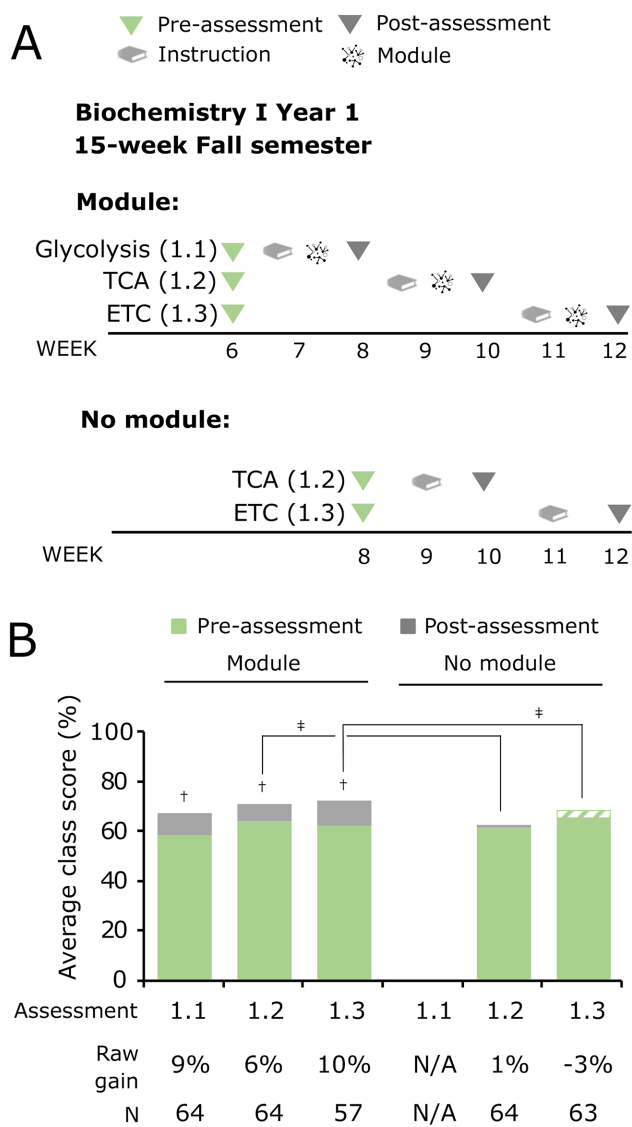 A
Pre-assessment Post-assessment
Instruction Module
Biochemistry I Year 1
15-week Fall semester
Module:
Glycolysis (1.1)
TCA (1.2)
ETC (1.3)
WEEK 6 7 8 9 10 11 12
No module:
TCA (1.2)
ETC (1.3)
WEEK 8 9 10 11 12
B
Pre-assessment Post-assessment
Module No module
Average class score (%)
100
80
60
40
20
0
‡ ‡
† † †
Assessment 1.1 1.2 1.3 1.1 1.2 1.3
Raw
gain 9% 6% 10% N/A 1% -3%
N 64 64 57 N/A 64 63